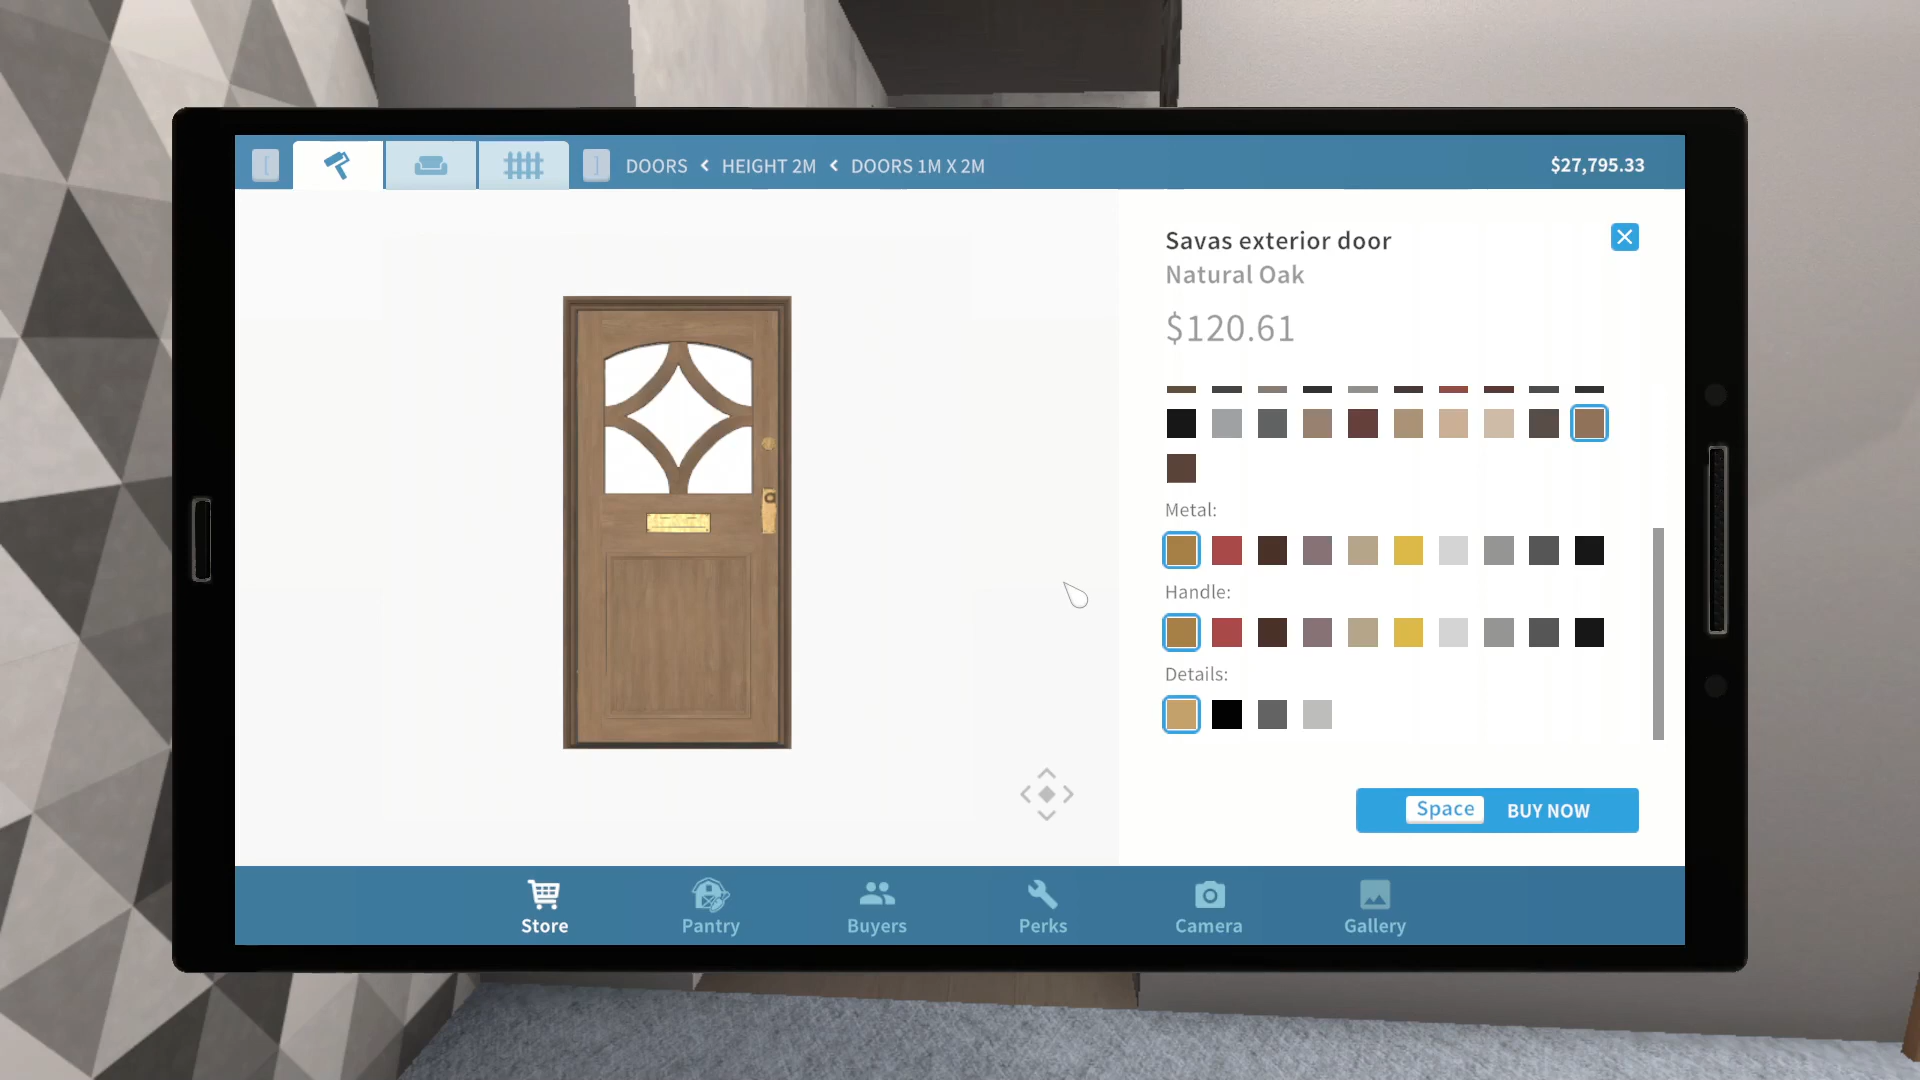 [
]
DOORS < HEIGHT 2M < DOORS 1M X 2M
$27,795.33
Savas exterior door
Natural Oak
$120.61
Metal:
Handle:
Details:
Space BUY NOW
Store
Pantry
Buyers
Perks
Camera
Gallery